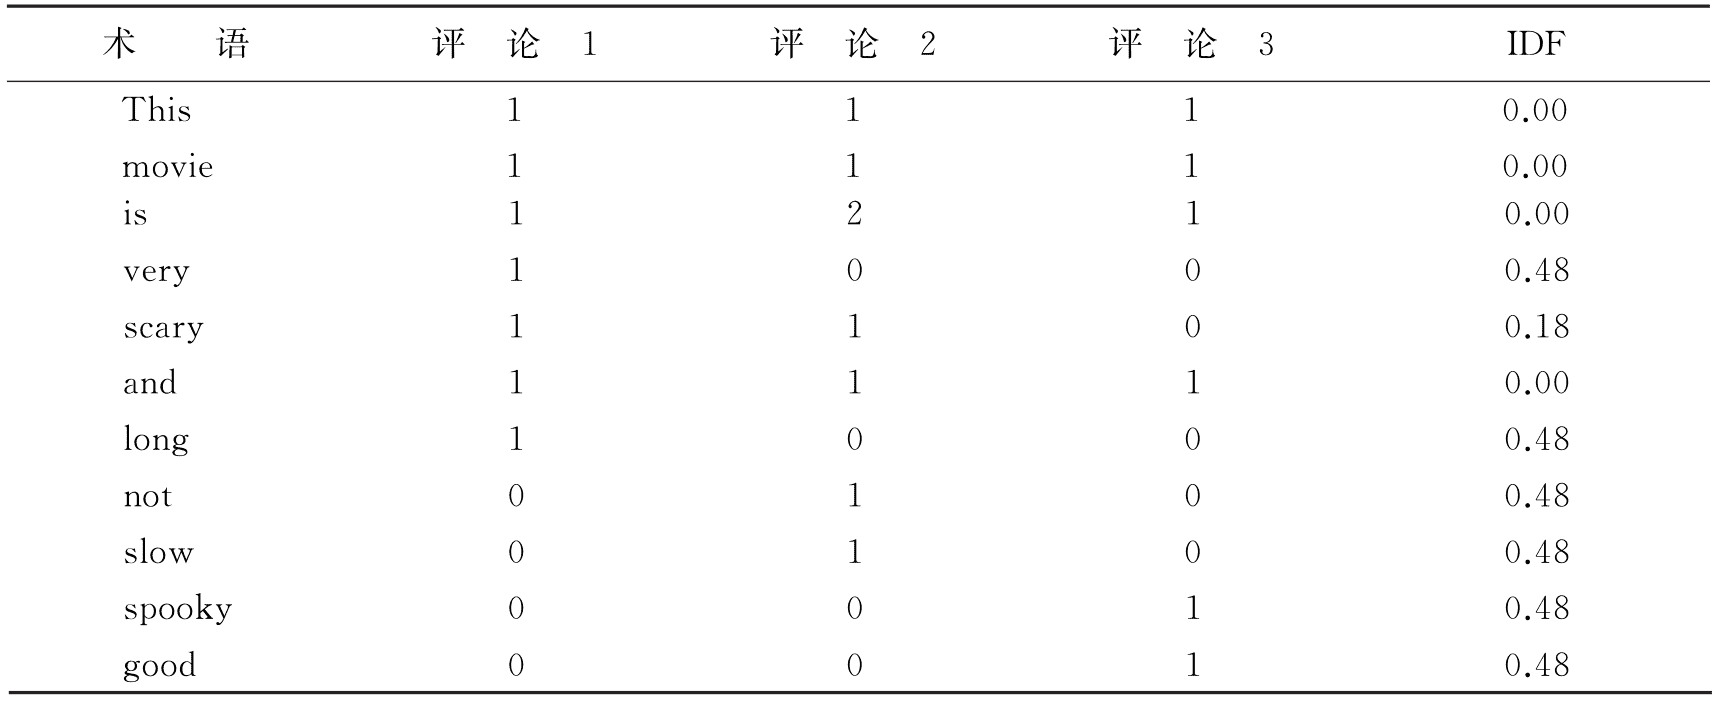 术 语 评 论 1 评 论 2 评 论 3 IDF
This 1 1 1 0.00
movie 1 1 1 0.00
is 1 2 1 0.00
very 1 0 0 0.48
scary 1 1 0 0.18
and 1 1 1 0.00
long 1 0 0 0.48
not 0 1 0 0.48
slow 0 1 0 0.48
spooky 0 0 1 0.48
good 0 0 1 0.48